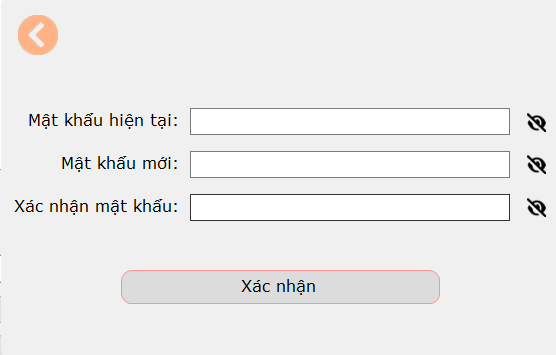 Mật khẩu hiện tại:
Mật khẩu mới:
Xác nhận mật khẩu:
Xác nhận